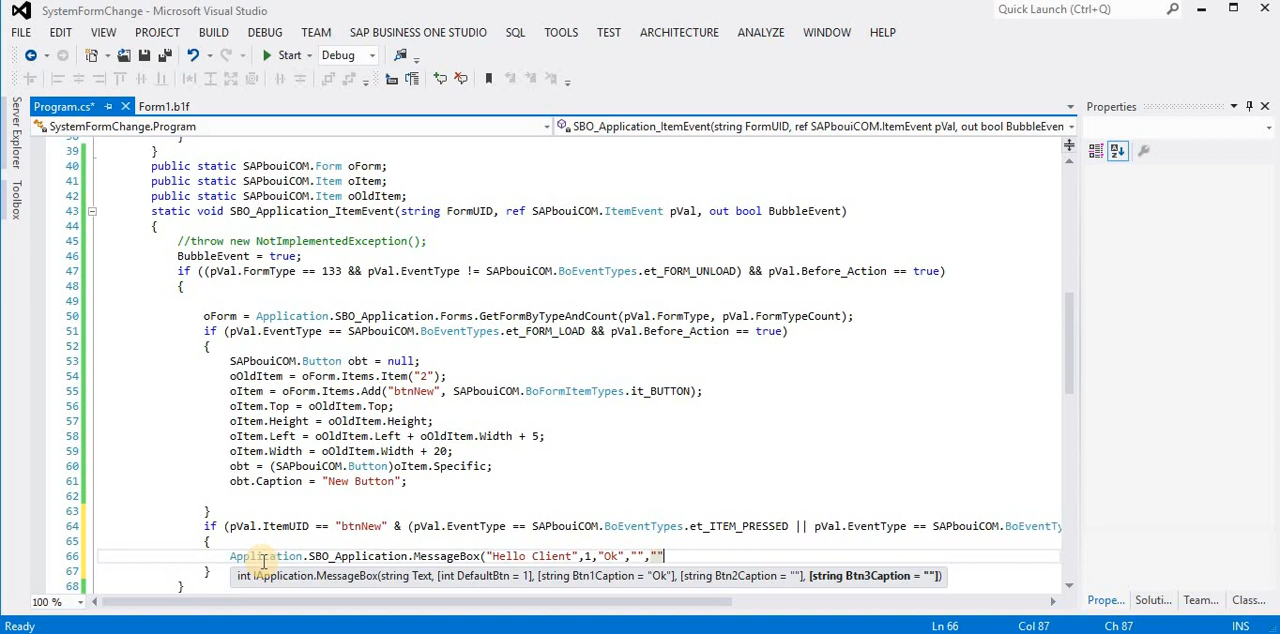 SystemFormChange - Microsoft Visual Studio
Quick Launch (Ctrl+Q)
FILE EDIT VIEW PROJECT BUILD DEBUG TEAM SAP BUSINESS ONE STUDIO SQL TOOLS TEST ARCHITECTURE ANALYZE WINDOW HELP
Start Debug
Program.cs* Form1.b1f
Properties
SystemFormChange.Program
SBO_Application_ItemEvent(string FormUID, ref SAPbouiCOM.ItemEvent pVal, out bool BubbleEven
Server Explorer
Toolbox
39 }
40 public static SAPbouiCOM.Form oForm;
41 public static SAPbouiCOM.Item oItem;
42 public static SAPbouiCOM.Item oOldItem;
43 static void SBO_Application_ItemEvent(string FormUID, ref SAPbouiCOM.ItemEvent pVal, out bool BubbleEvent)
44 {
45 //throw new NotImplementedException();
46 BubbleEvent = true;
47 if ((pVal.FormType == 133 && pVal.EventType != SAPbouiCOM.BoEventTypes.et_FORM_UNLOAD) && pVal.Before_Action == true)
48 {
49
50 oForm = Application.SBO_Application.Forms.GetFormByTypeAndCount(pVal.FormType, pVal.FormTypeCount);
51 if (pVal.EventType == SAPbouiCOM.BoEventTypes.et_FORM_LOAD && pVal.Before_Action == true)
52 {
53 SAPbouiCOM.Button obt = null;
54 oOldItem = oForm.Items.Item("2");
55 oItem = oForm.Items.Add("btnNew", SAPbouiCOM.BoFormItemTypes.it_BUTTON);
56 oItem.Top = oOldItem.Top;
57 oItem.Height = oOldItem.Height;
58 oItem.Left = oOldItem.Left + oOldItem.Width + 5;
59 oItem.Width = oOldItem.Width + 20;
60 obt = (SAPbouiCOM.Button)oItem.Specific;
61 obt.Caption = "New Button";
62
63 }
64 if (pVal.ItemUID == "btnNew" & (pVal.EventType == SAPbouiCOM.BoEventTypes.et_ITEM_PRESSED || pVal.EventType == SAPbouiCOM.BoEventTy
65 {
66 Application.SBO_Application.MessageBox("Hello Client",1,"Ok","",""
67 }
int IApplication.MessageBox(string Text, [int DefaultBtn = 1], [string Btn1Caption = "Ok"], [string Btn2Caption = ""], [string Btn3Caption = ""])
68 }
100 %
Prope... Soluti... Team... Class...
Ready Ln 66 Col 87 Ch 87 INS